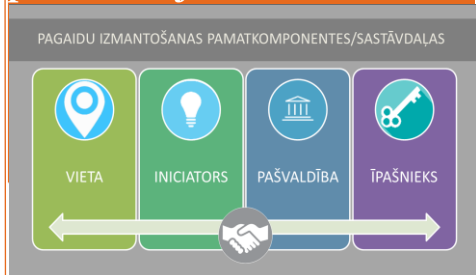 PAGAIDU IZMANTOŠANAS PAMATKOMPONENTES/SASTĀVDAĻAS
VIETA
INICIATORS
PAŠVALDĪBA
ĪPAŠNIEKS